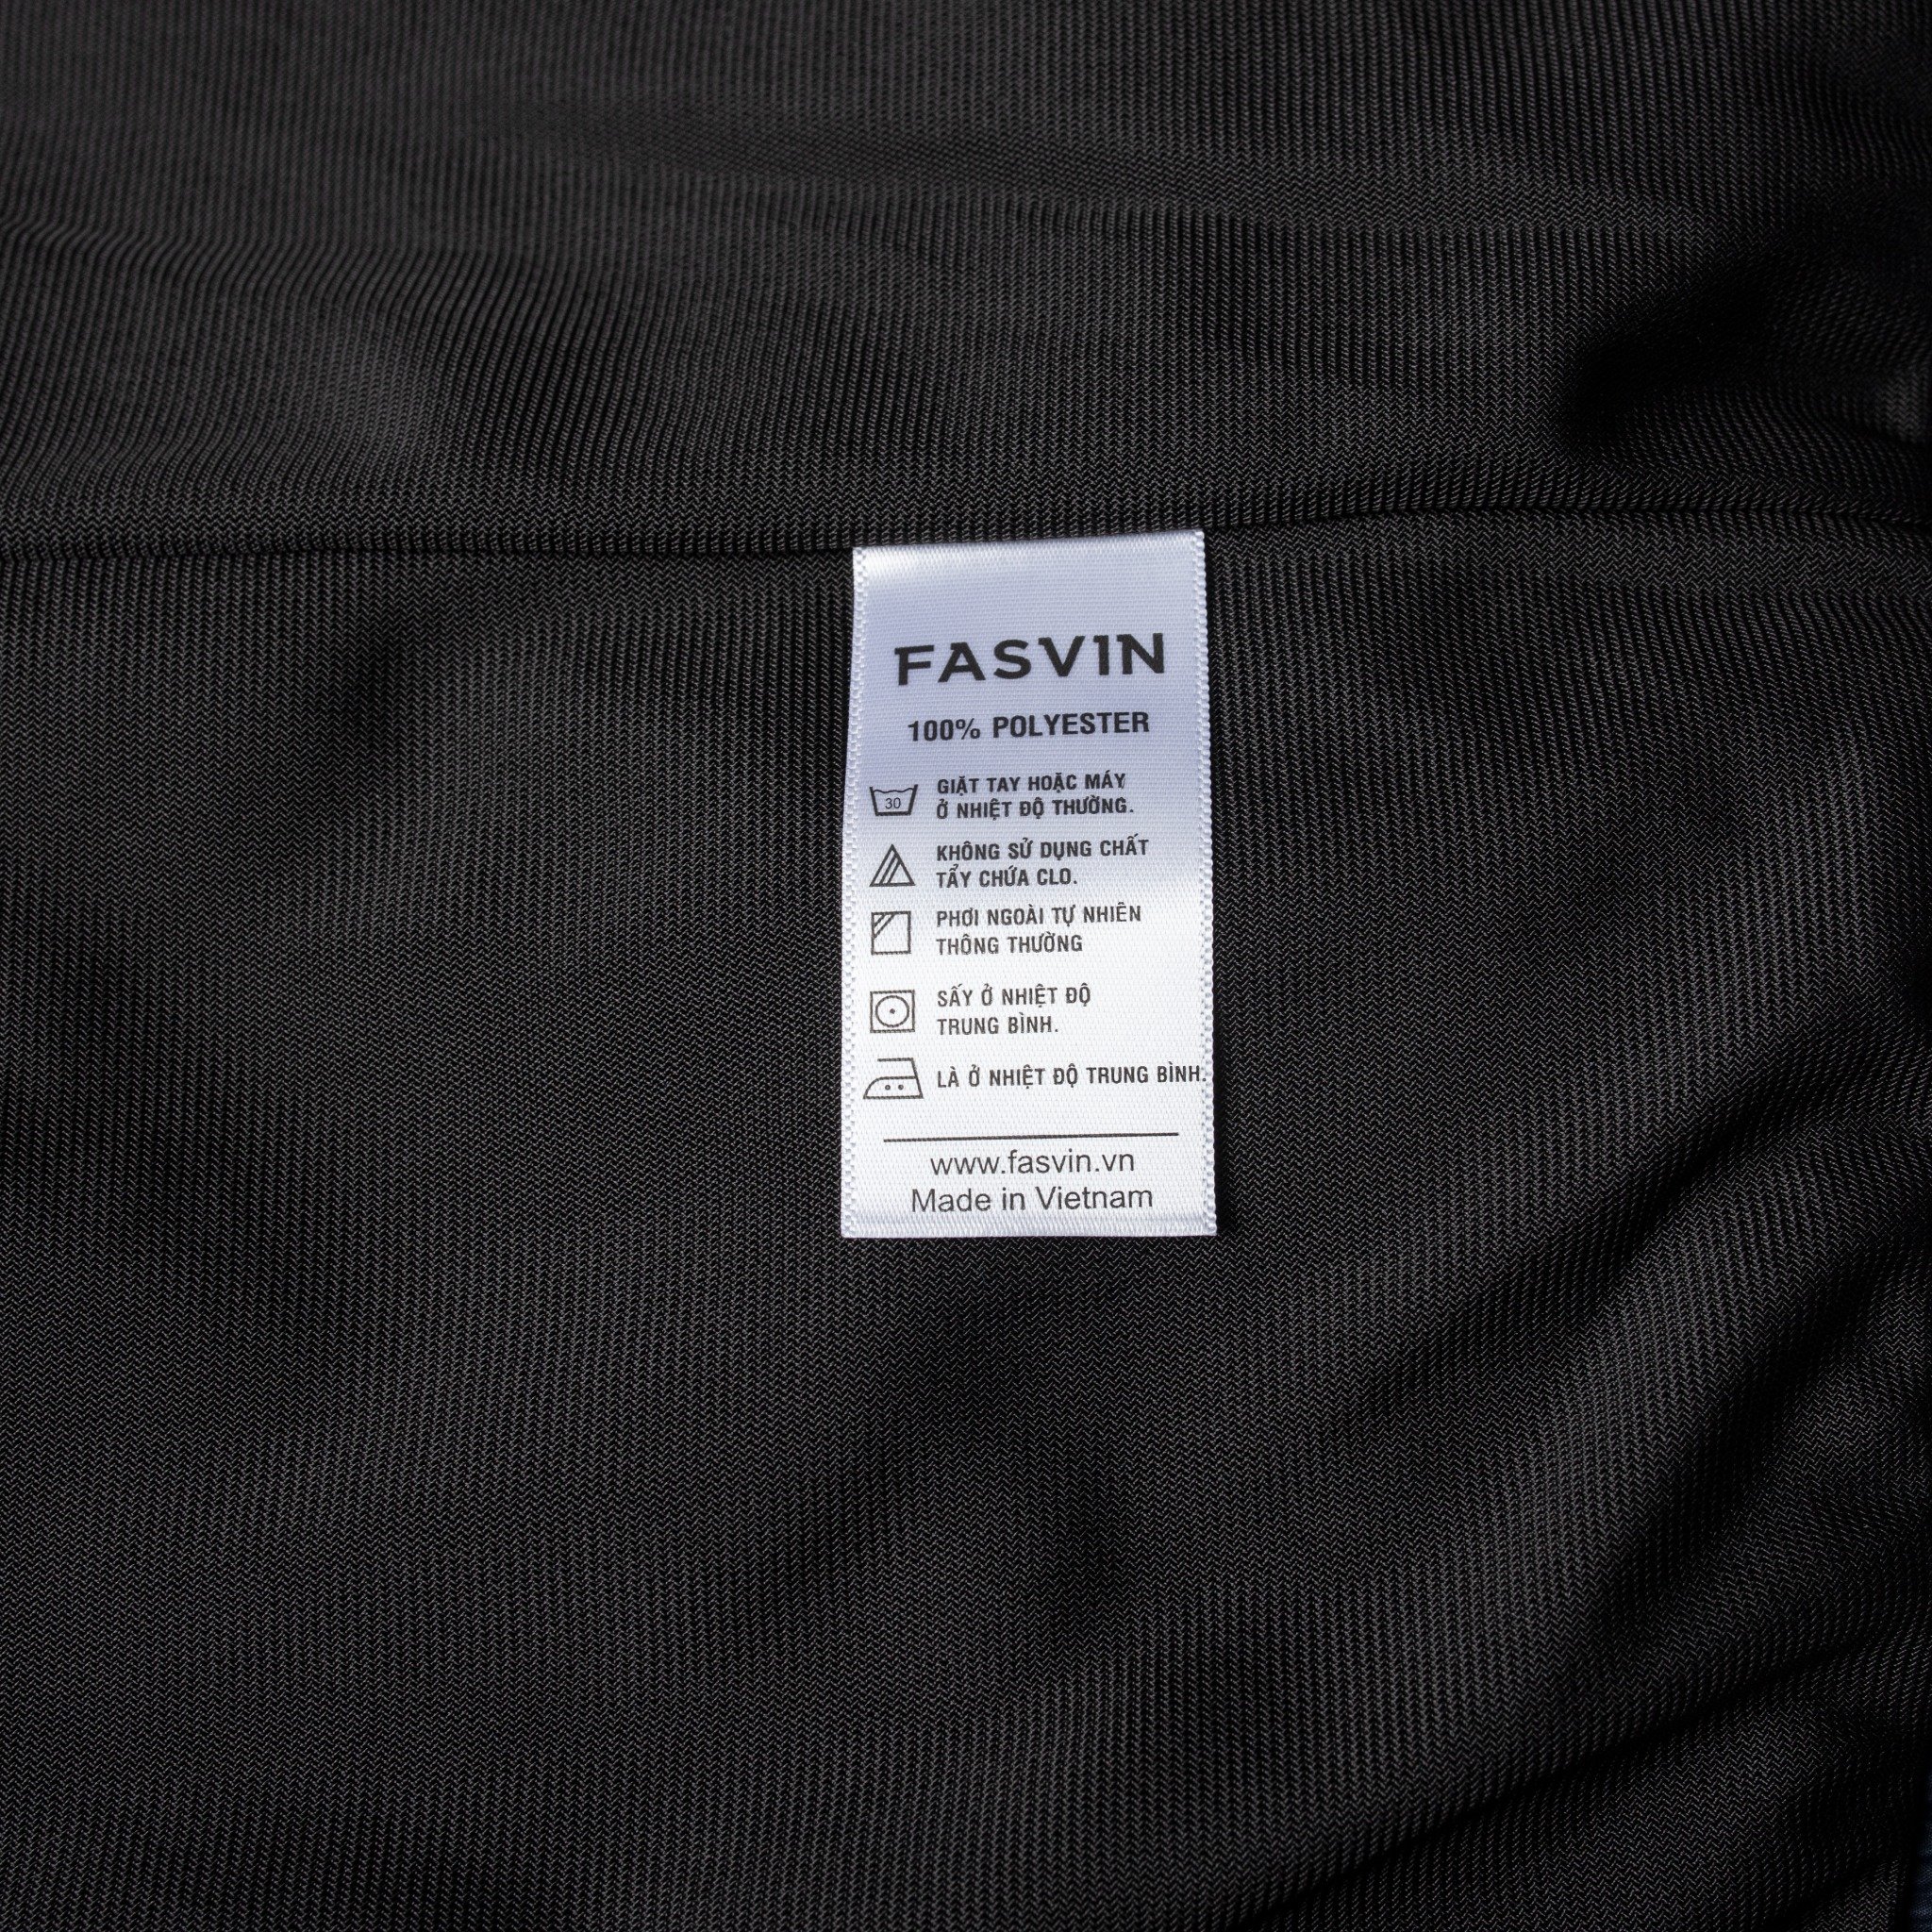 FASVIN
100% POLYESTER
30
GIẶT TAY HOẶC MÁY
Ở NHIỆT ĐỘ THƯỜNG.
KHÔNG SỬ DỤNG CHẤT
TẨY CHỨA CLO.
PHƠI NGOÀI TỰ NHIÊN
THÔNG THƯỜNG
SẤY Ở NHIỆT ĐỘ
TRUNG BÌNH.
LÀ Ở NHIỆT ĐỘ TRUNG BÌNH.
www.fasvin.vn
Made in Vietnam